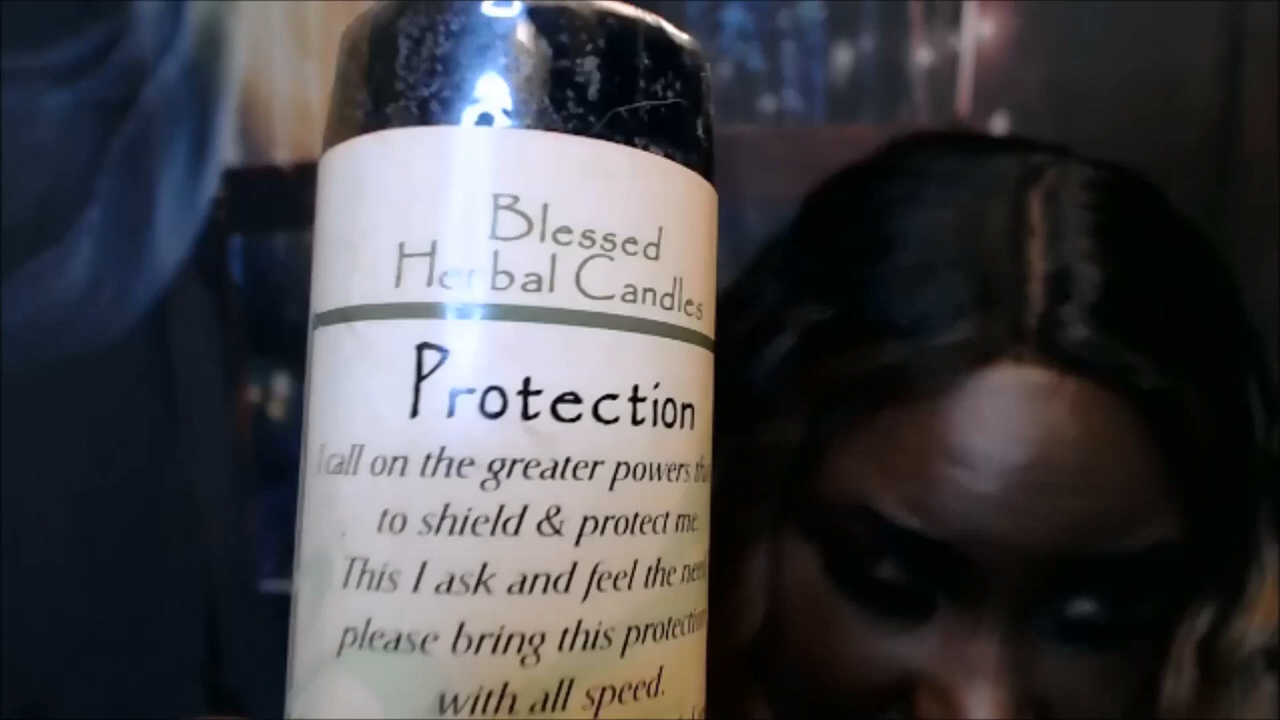 Blessed
Herbal Candles
Protection
I call on the greater powers
to shield & protect me
This I ask and feel the
please bring this protection
with all speed.